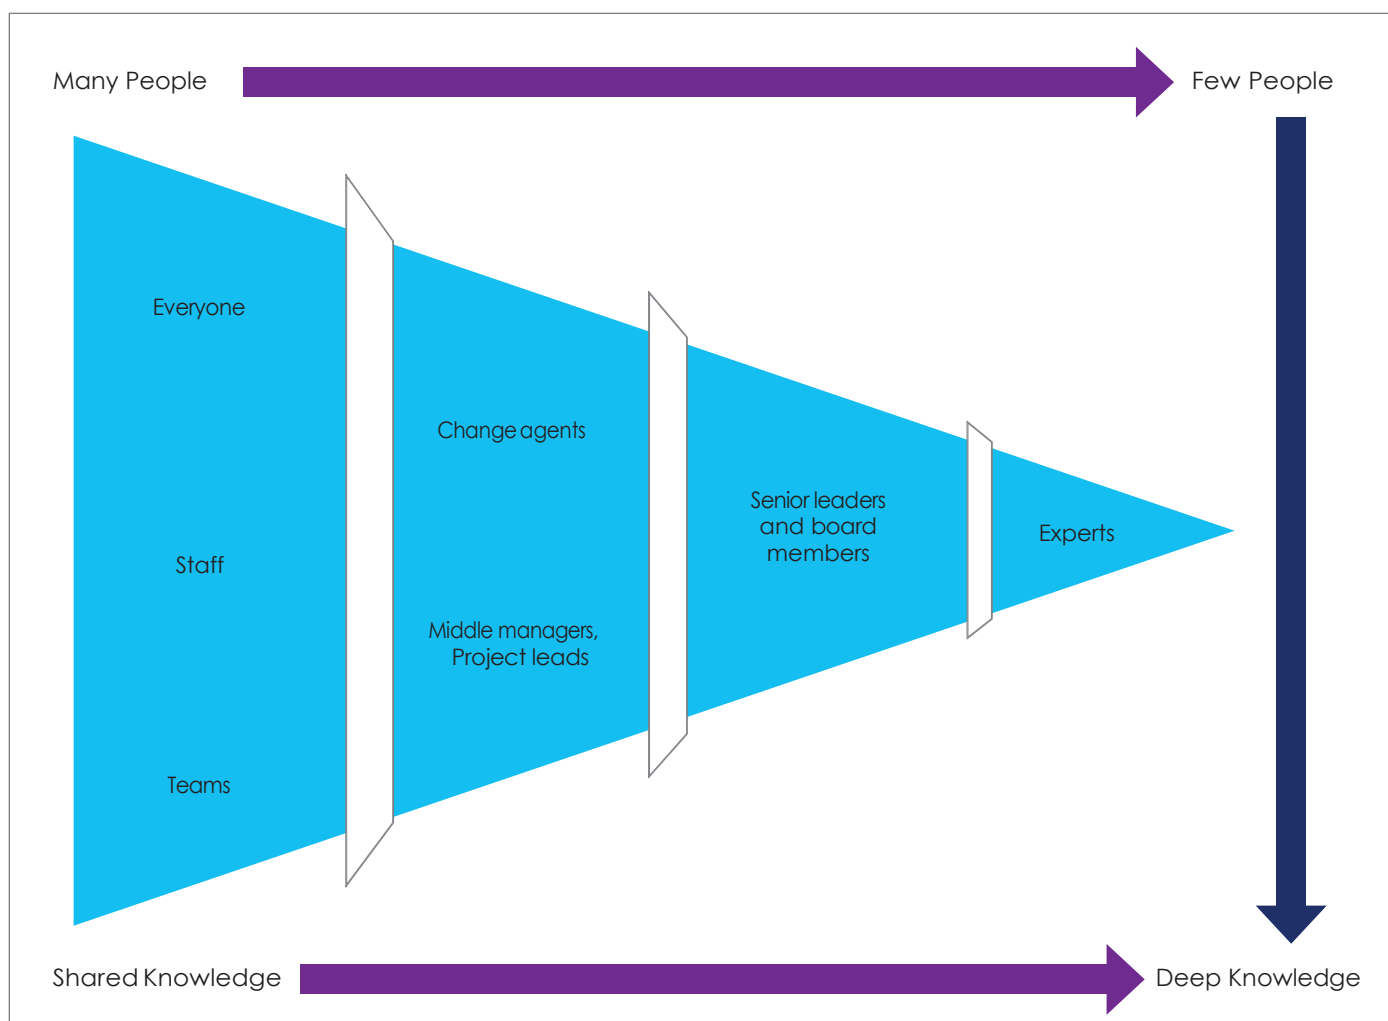 Many People
Few People
Everyone
Staff
Teams
Change agents
Middle managers,
Project leads
Senior leaders
and board
members
Experts
Shared Knowledge
Deep Knowledge